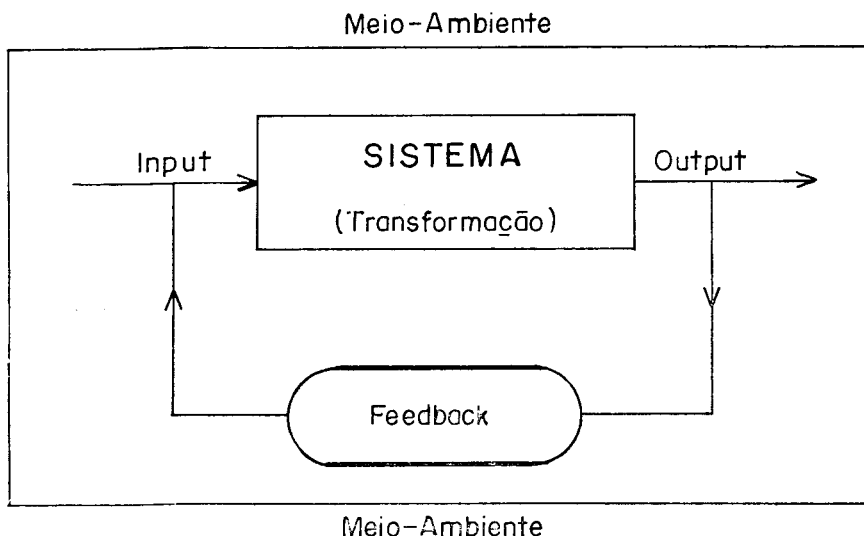 Meio-Ambiente
Input
SISTEMA
Output
(Transformação)
Feedback
Meio-Ambiente